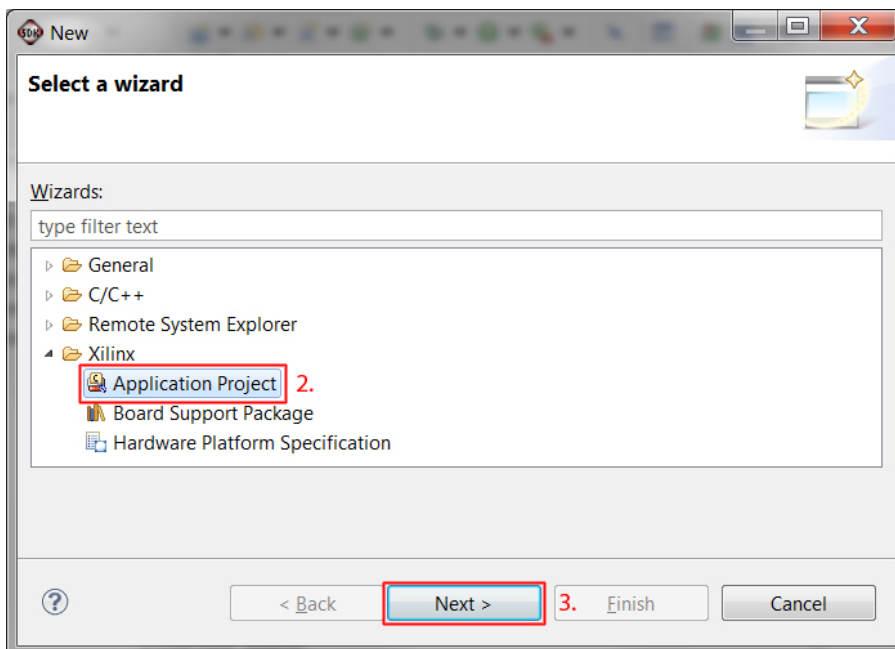 SDK New
Select a wizard
Wizards:
type filter text
General
C/C++
Remote System Explorer
Xilinx
Application Project 2.
Board Support Package
Hardware Platform Specification
? < Back Next > 3. Finish Cancel